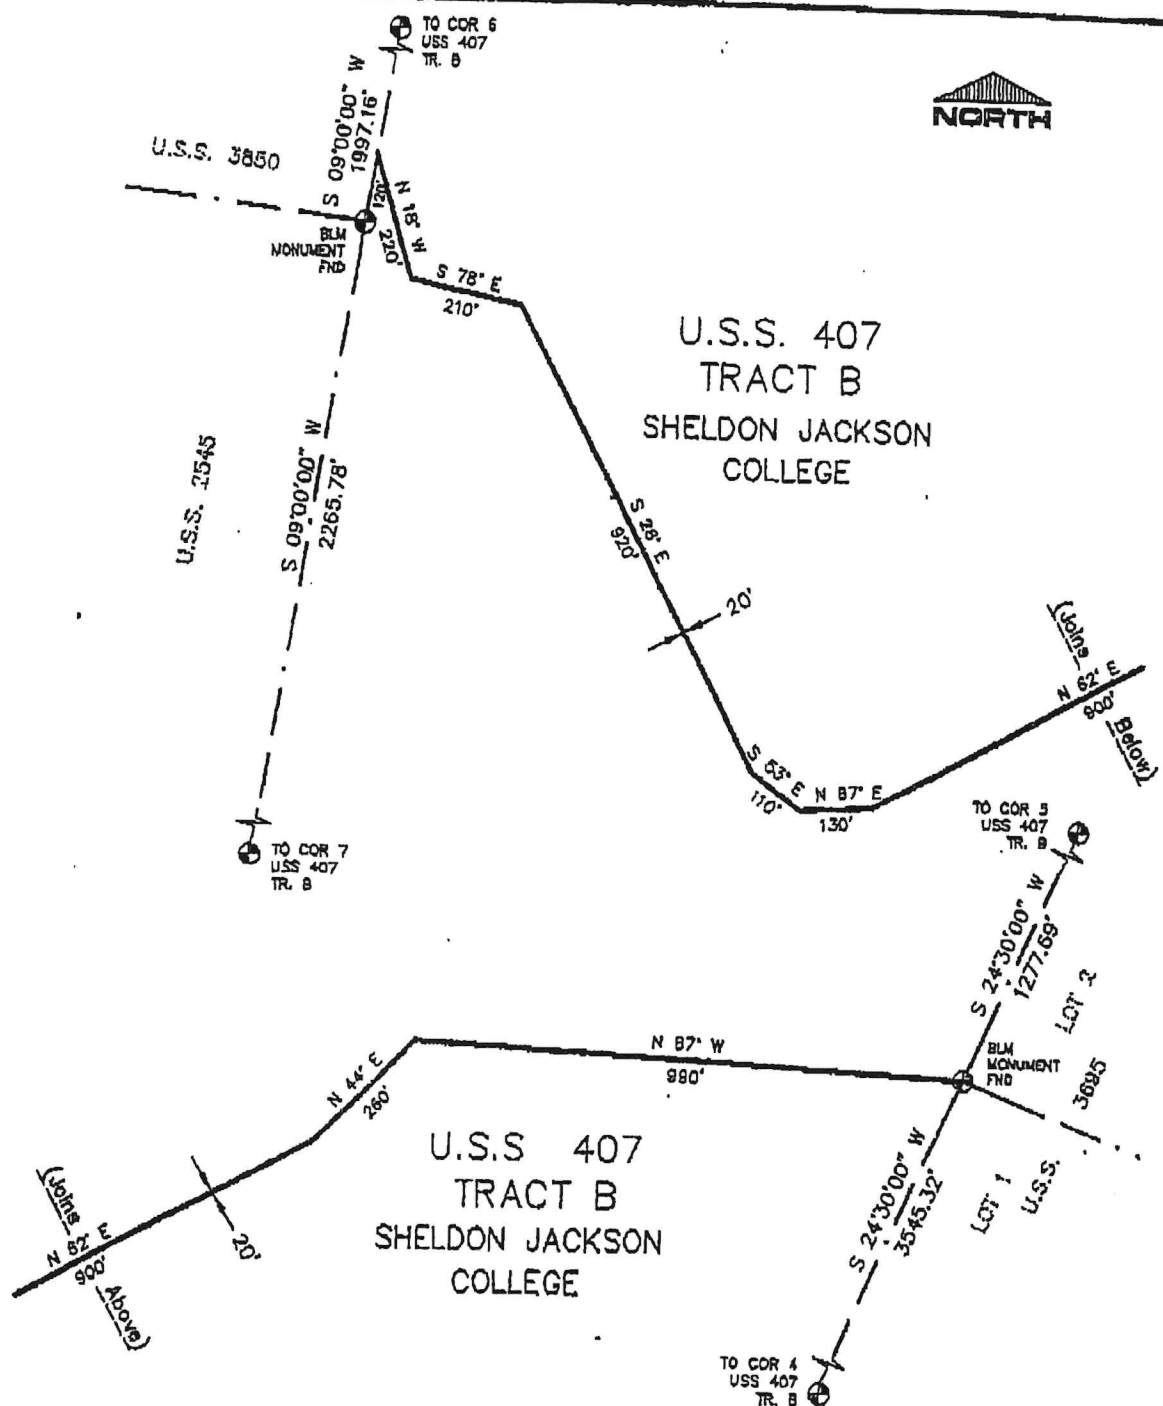 TO COR 6
USS 407
TR. B
NORTH
S 09°00'00" W
1997.16'
U.S.S. 3850
120'
N 18° W
220'
BLM
MONUMENT
FND
S 78° E
210'
U.S.S. 407
TRACT B
SHELDON JACKSON
COLLEGE
U.S.S. 2545
S 09°00'00" W
2265.78'
S 28° E
920'
20'
(Joins
Below)
N 62° E
900'
S 53° E
110'
N 87° E
130'
TO COR 7
USS 407
TR. B
TO COR 5
USS 407
TR. B
S 24°30'00" W
1277.69'
LOT 2
N 87° W
980'
BLM
MONUMENT
FND
3695
N 44° E
260'
U.S.S 407
TRACT B
SHELDON JACKSON
COLLEGE
S 24°30'00" W
3545.32'
LOT 1
U.S.S.
(Joins
Above)
N 62° E
900'
20'
TO COR 4
USS 407
TR. B